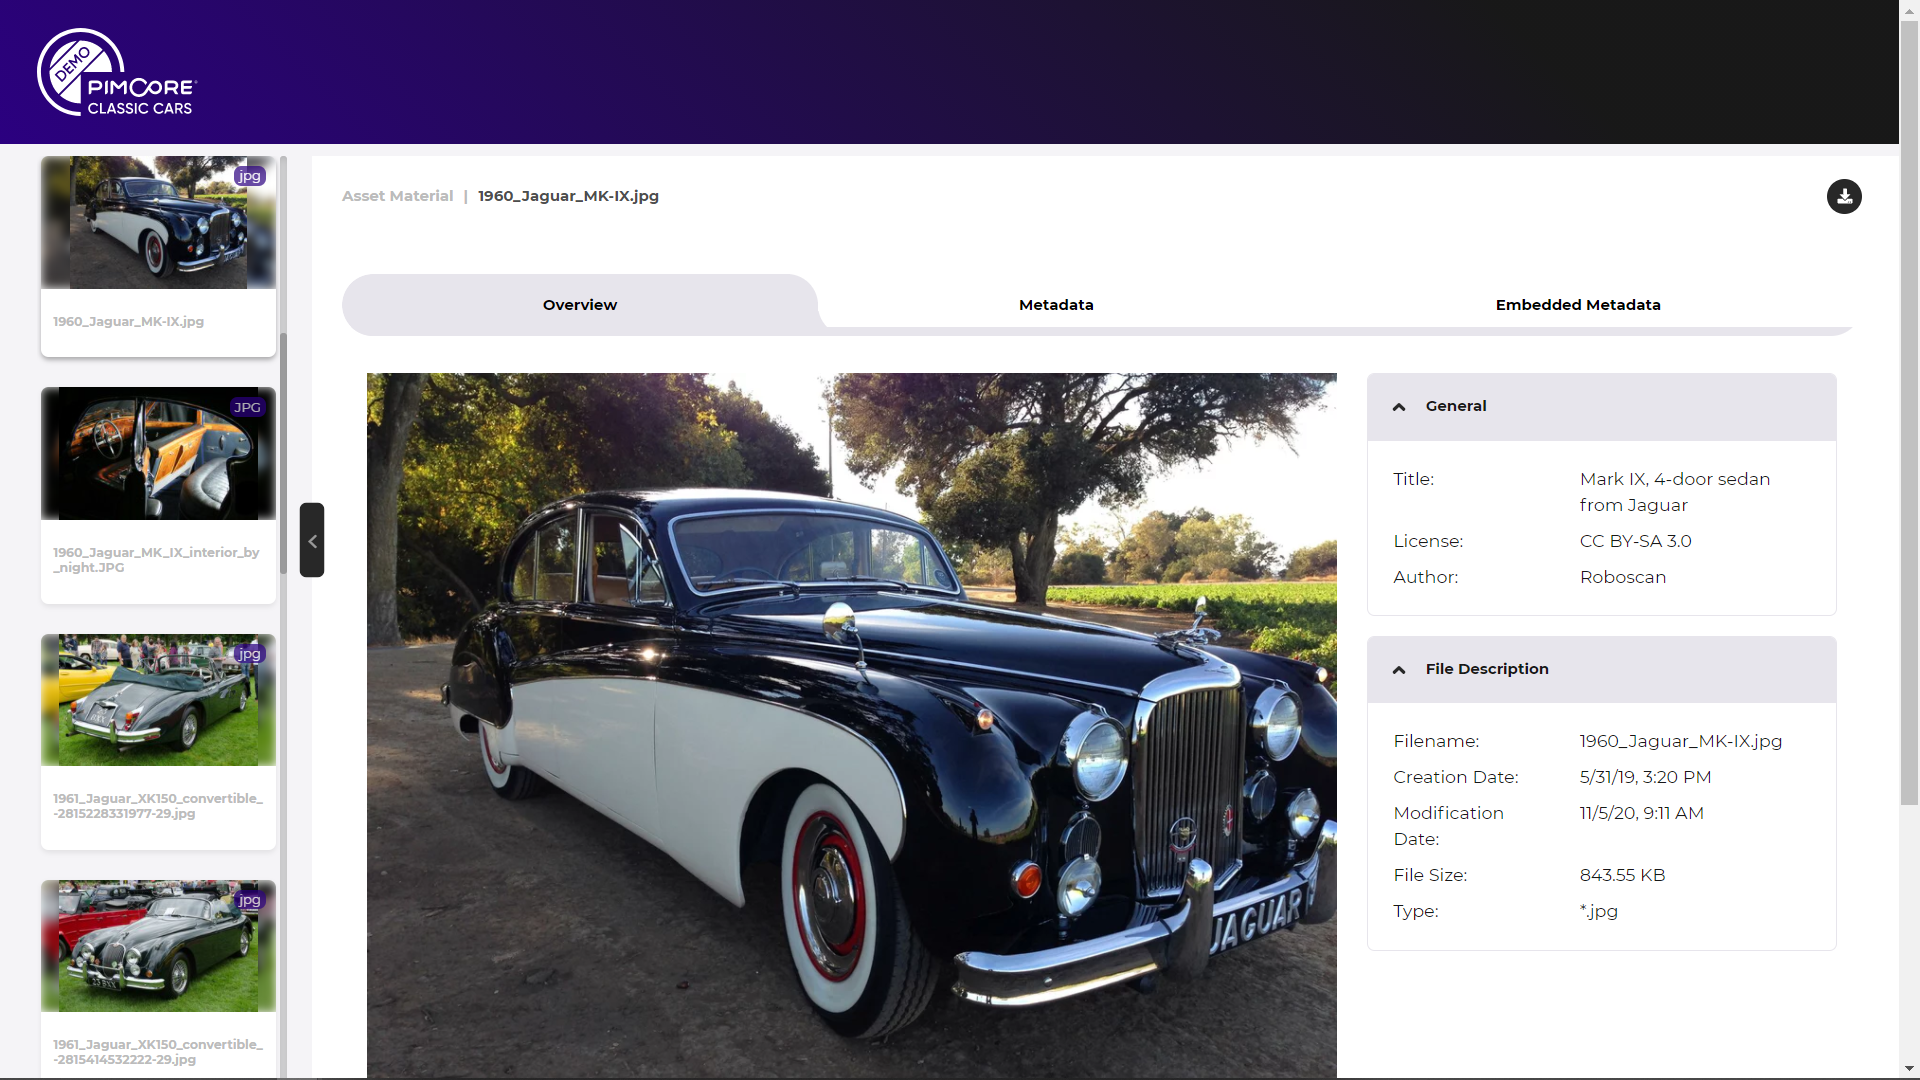 DEMO
PIMCORE
CLASSIC CARS
jpg
1960_Jaguar_MK-IX.jpg
JPG
1960_Jaguar_MK_IX_interior_by
_night.JPG
jpg
1961_Jaguar_XK150_convertible_
-2815228331977-29.jpg
jpg
1961_Jaguar_XK150_convertible_
-2815414532222-29.jpg
Asset Material | 1960_Jaguar_MK-IX.jpg
Overview
Metadata
Embedded Metadata
JAGUAR
General
Title: Mark IX, 4-door sedan
from Jaguar
License: CC BY-SA 3.0
Author: Roboscan
File Description
Filename: 1960_Jaguar_MK-IX.jpg
Creation Date: 5/31/19, 3:20 PM
Modification 11/5/20, 9:11 AM
Date:
File Size: 843.55 KB
Type: *.jpg